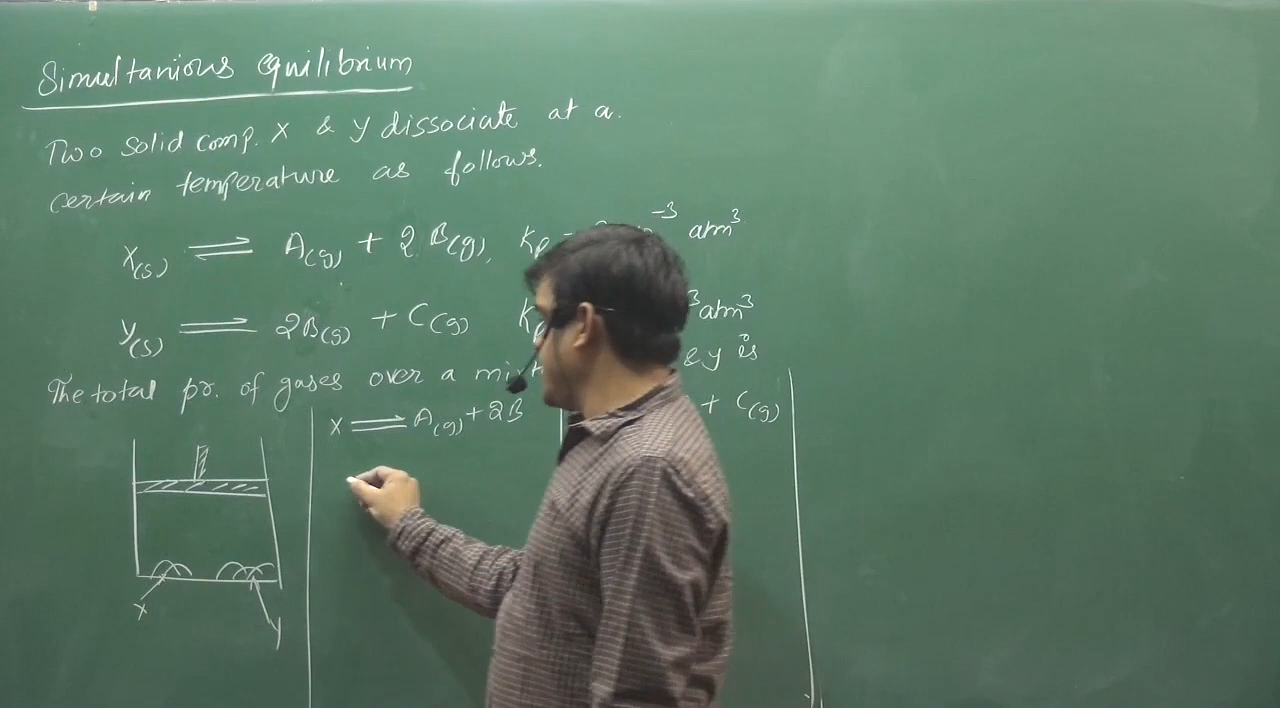 Simultanious equilibrium
Two solid comp. X & Y dissociate at a.
certain temperature as follows.
X(s) ⇌ A(g) + 2 B(g), Kp -3 atm3
Y(s) ⇌ 2B(g) + C(g) Kp 3 atm3
The total pr. of gases over a & y is
X ⇌ A(g) + 2B
+ C(g)
X
y